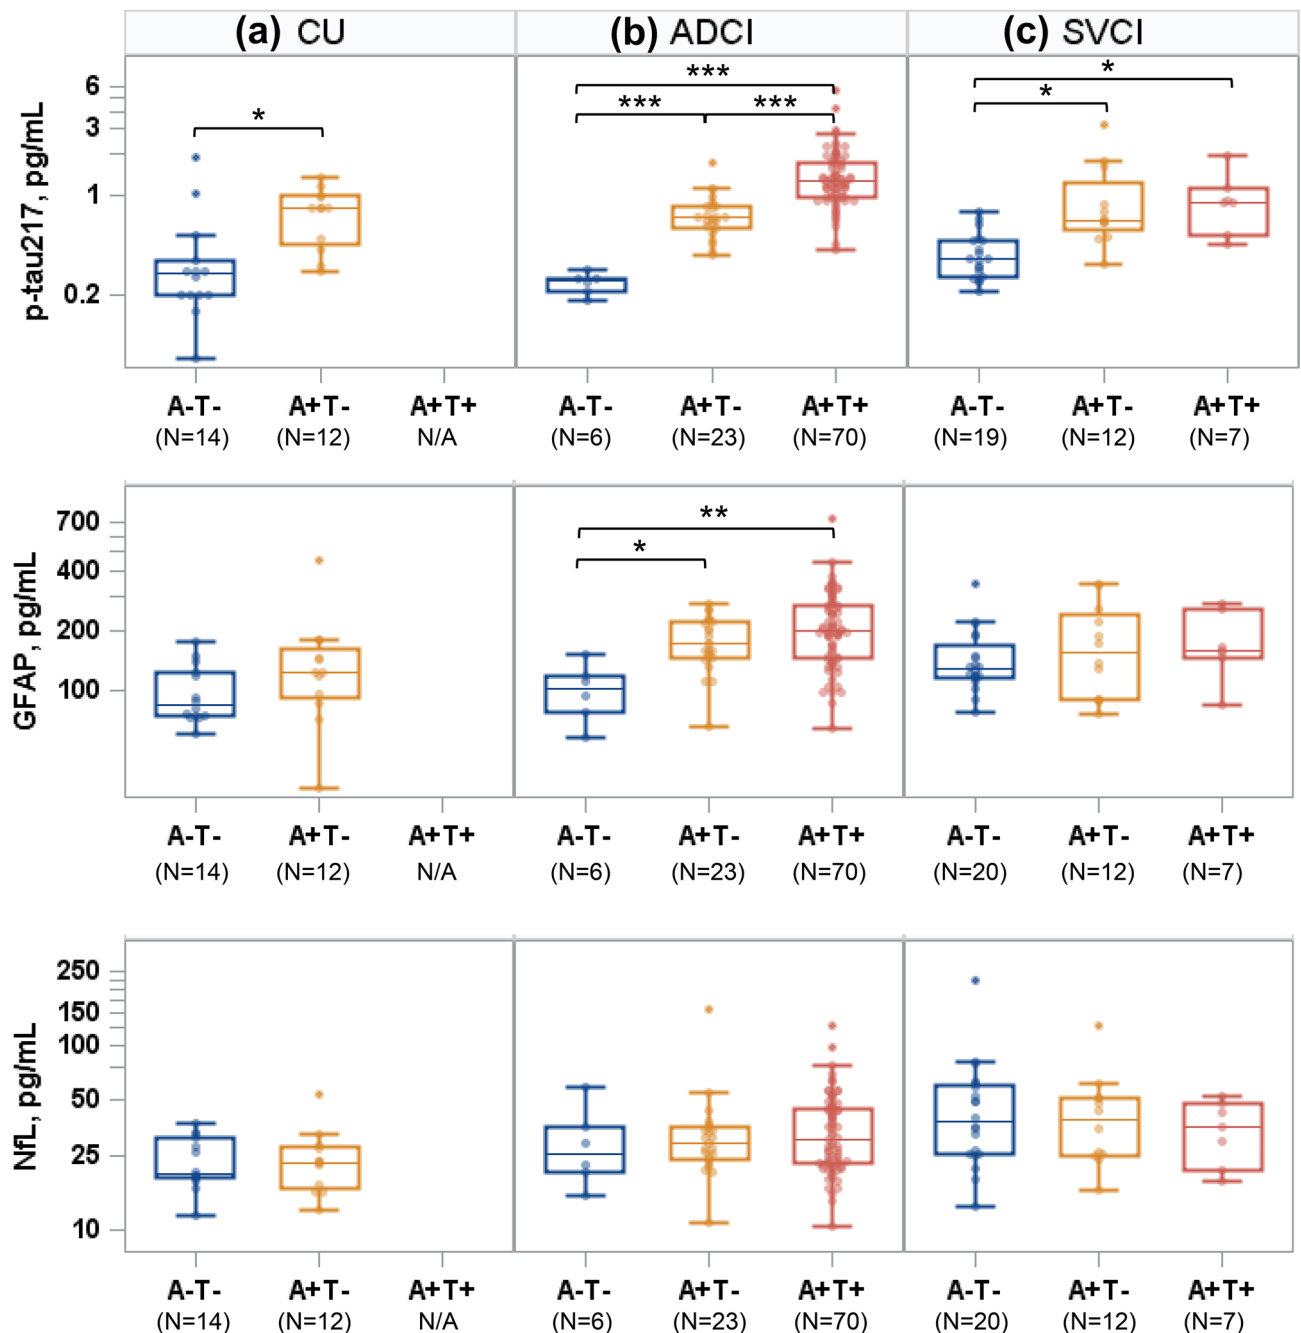 (a) CU (b) ADCI (c) SVCI
p-tau217, pg/mL
6
3
1
0.2
*
*** *** ***
* *
A-T- A+T- A+T+ A-T- A+T- A+T+ A-T- A+T- A+T+
(N=14) (N=12) N/A (N=6) (N=23) (N=70) (N=19) (N=12) (N=7)
GFAP, pg/mL
700
400
200
100
**
*
A-T- A+T- A+T+ A-T- A+T- A+T+ A-T- A+T- A+T+
(N=14) (N=12) N/A (N=6) (N=23) (N=70) (N=20) (N=12) (N=7)
NfL, pg/mL
250
150
100
50
25
10
A-T- A+T- A+T+ A-T- A+T- A+T+ A-T- A+T- A+T+
(N=14) (N=12) N/A (N=6) (N=23) (N=70) (N=20) (N=12) (N=7)